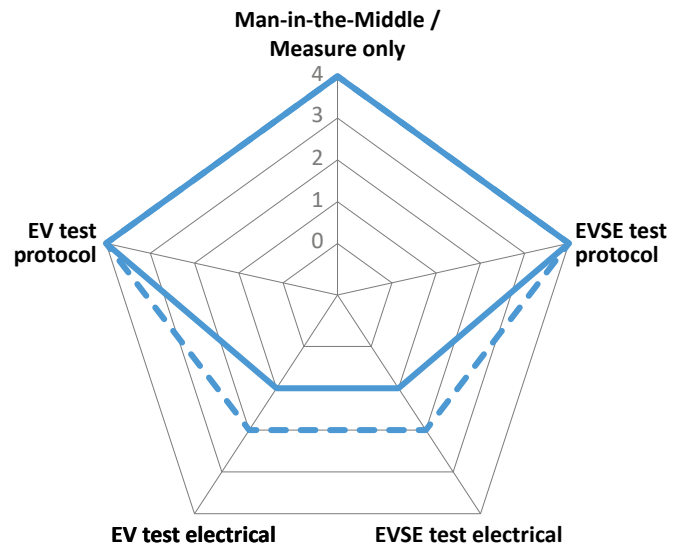 Man-in-the-Middle /
Measure only
4
3
2
1
0
EV test
protocol
EVSE test
protocol
EV test electrical
EVSE test electrical